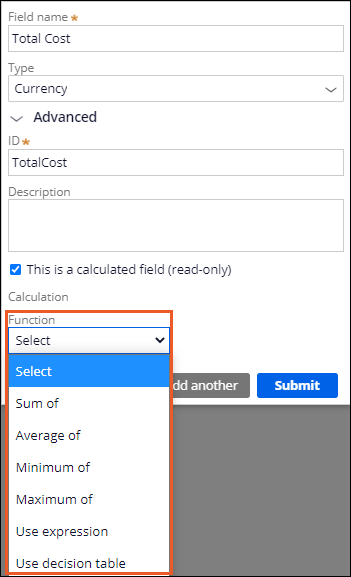 Field name *
Total Cost
Type
Currency
Advanced
ID *
TotalCost
Description
This is a calculated field (read-only)
Calculation
Function
Select
Select
dd another
Submit
Sum of
Average of
Minimum of
Maximum of
Use expression
Use decision table